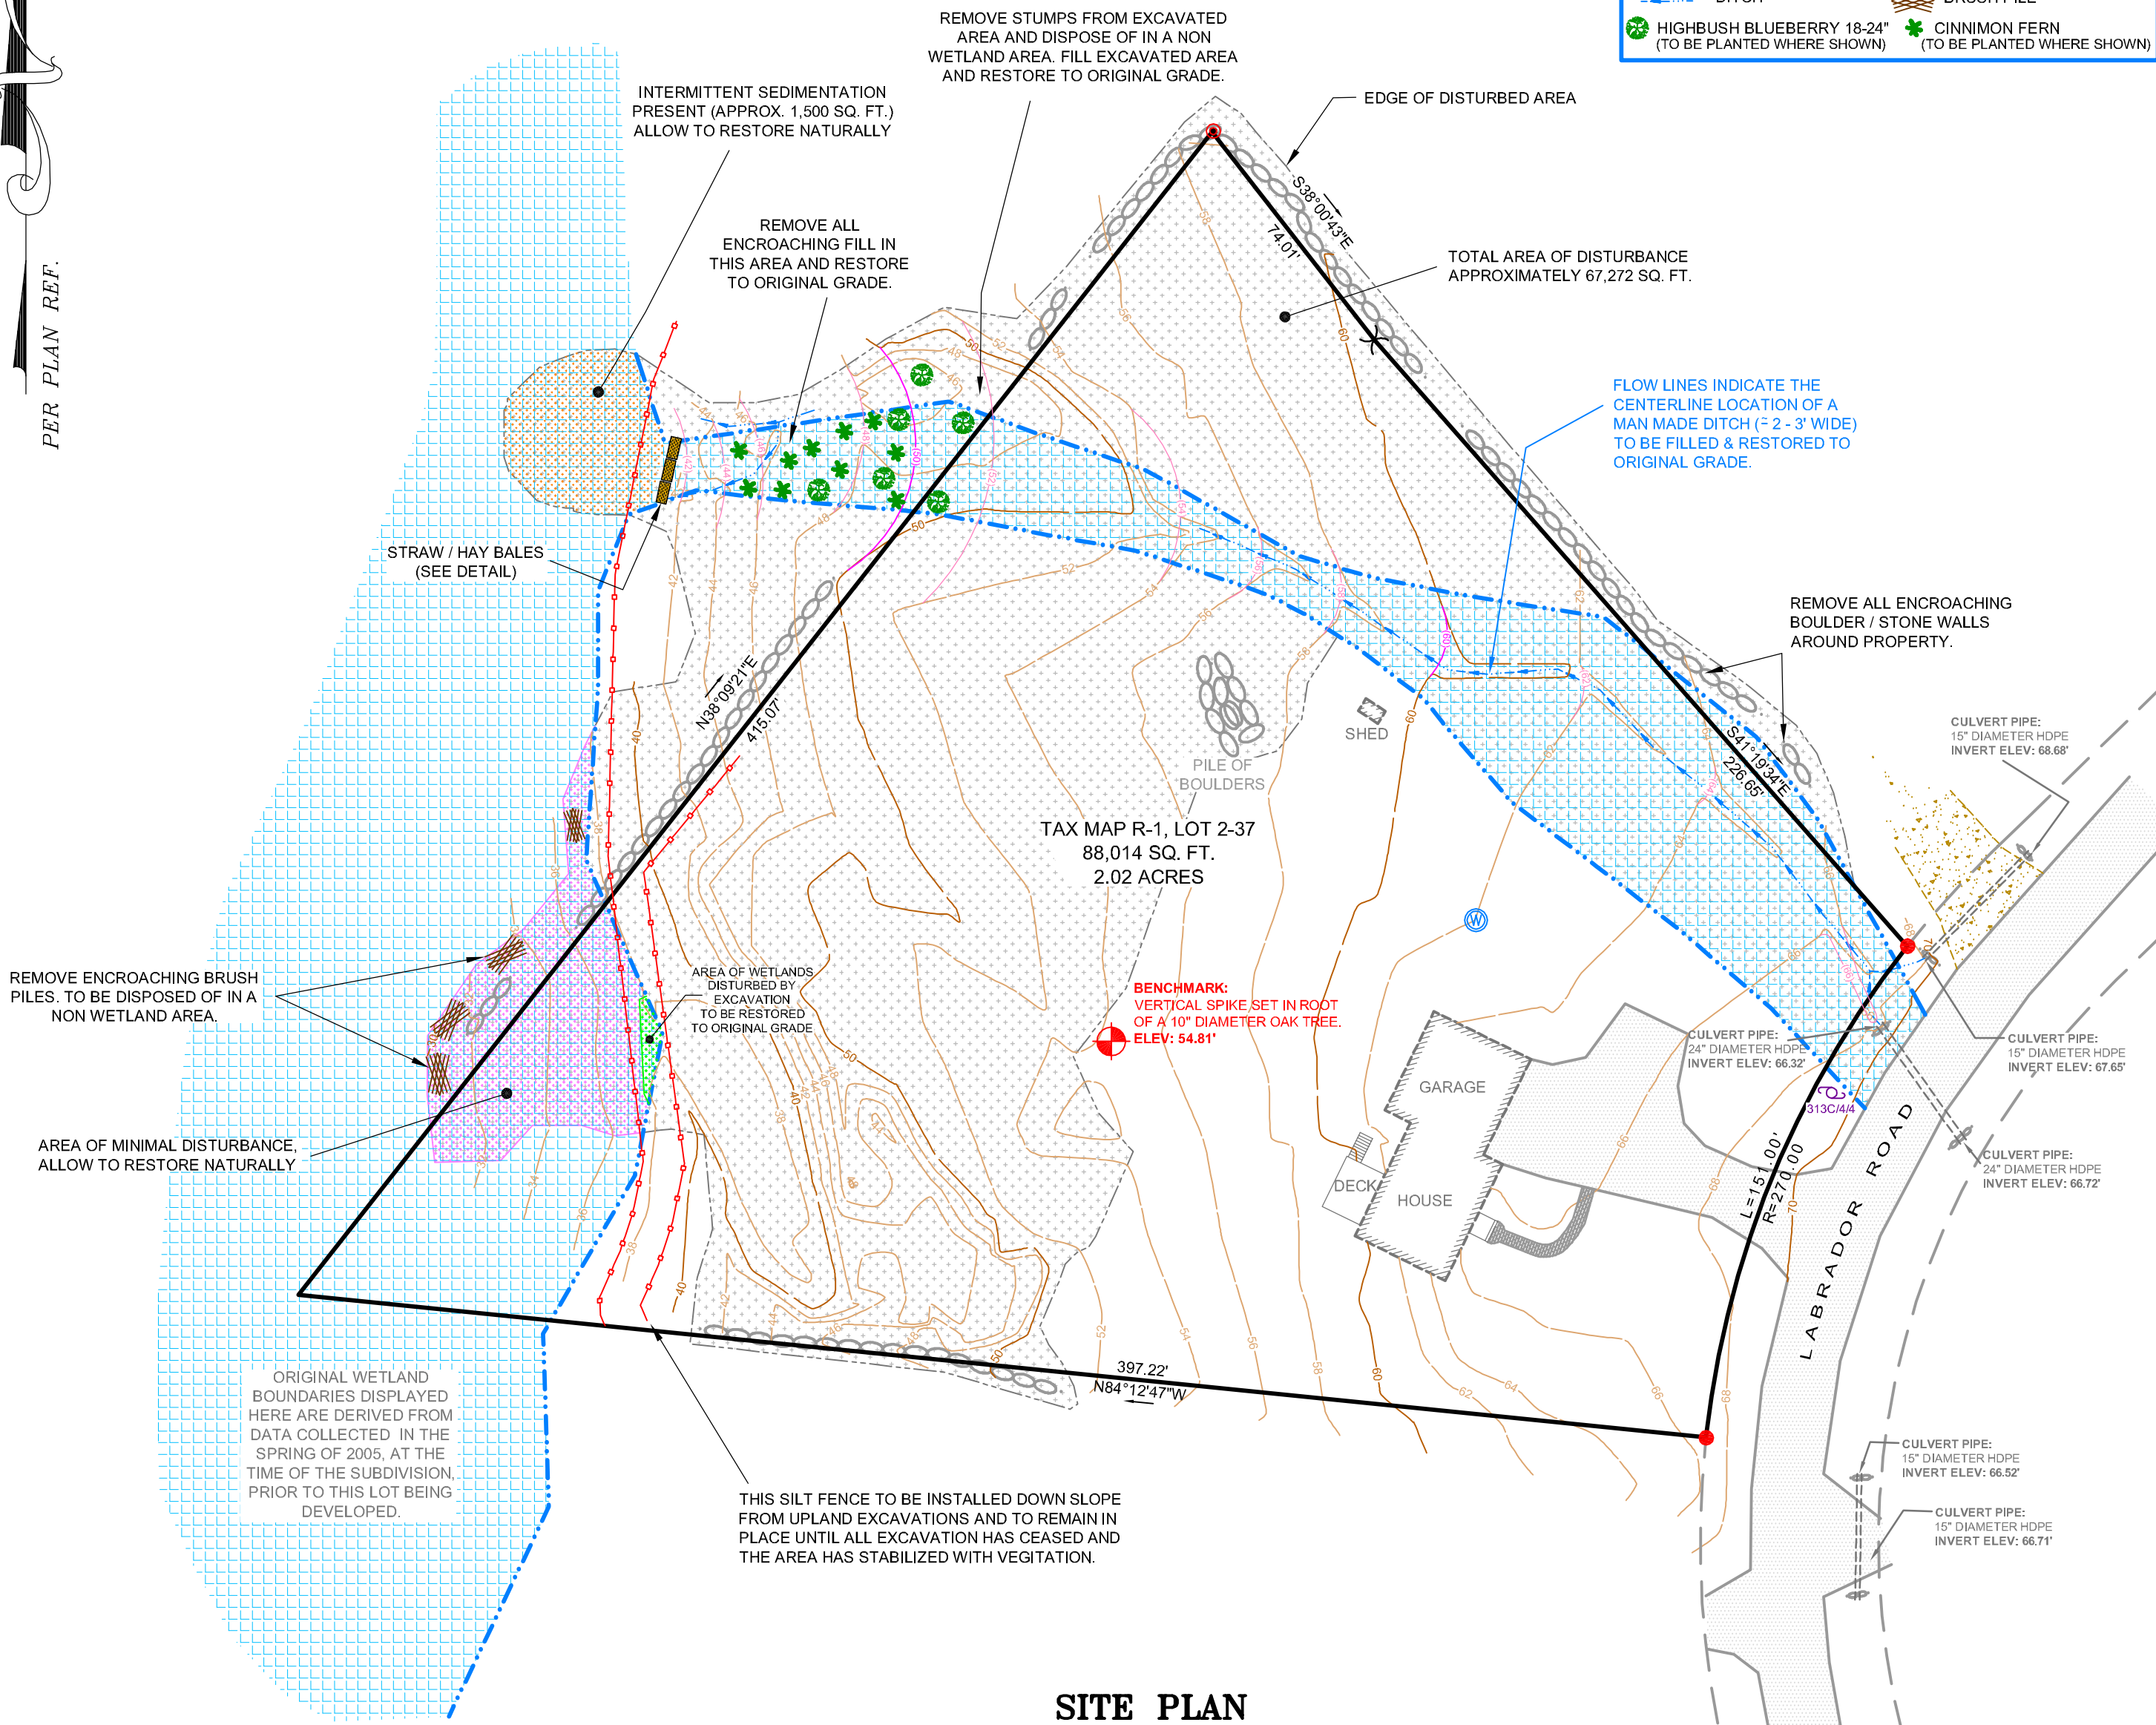 PER PLAN REF.
DITCH
BRUSH PILE
HIGHBUSH BLUEBERRY 18-24"
(TO BE PLANTED WHERE SHOWN)
CINNIMON FERN
(TO BE PLANTED WHERE SHOWN)
REMOVE STUMPS FROM EXCAVATED
AREA AND DISPOSE OF IN A NON
WETLAND AREA. FILL EXCAVATED AREA
AND RESTORE TO ORIGINAL GRADE.
INTERMITTENT SEDIMENTATION
PRESENT (APPROX. 1,500 SQ. FT.)
ALLOW TO RESTORE NATURALLY
EDGE OF DISTURBED AREA
REMOVE ALL
ENCROACHING FILL IN
THIS AREA AND RESTORE
TO ORIGINAL GRADE.
S38°00'43"E
74.01'
TOTAL AREA OF DISTURBANCE
APPROXIMATELY 67,272 SQ. FT.
FLOW LINES INDICATE THE
CENTERLINE LOCATION OF A
MAN MADE DITCH (≈ 2 - 3' WIDE)
TO BE FILLED & RESTORED TO
ORIGINAL GRADE.
STRAW / HAY BALES
(SEE DETAIL)
REMOVE ALL ENCROACHING
BOULDER / STONE WALLS
AROUND PROPERTY.
N38°09'21"E
415.07'
SHED
PILE OF
BOULDERS
S41°19'34"E
226.65'
CULVERT PIPE:
15" DIAMETER HDPE
INVERT ELEV: 68.68'
TAX MAP R-1, LOT 2-37
88,014 SQ. FT.
2.02 ACRES
W
REMOVE ENCROACHING BRUSH
PILES. TO BE DISPOSED OF IN A
NON WETLAND AREA.
AREA OF WETLANDS
DISTURBED BY
EXCAVATION
TO BE RESTORED
TO ORIGINAL GRADE
BENCHMARK:
VERTICAL SPIKE SET IN ROOT
OF A 10" DIAMETER OAK TREE.
ELEV: 54.81'
CULVERT PIPE:
24" DIAMETER HDPE
INVERT ELEV: 66.32'
CULVERT PIPE:
15" DIAMETER HDPE
INVERT ELEV: 67.65'
GARAGE
313C/4/4
AREA OF MINIMAL DISTURBANCE,
ALLOW TO RESTORE NATURALLY
DECK
HOUSE
L=151.00'
R=270.00
LABRADOR ROAD
CULVERT PIPE:
24" DIAMETER HDPE
INVERT ELEV: 66.72'
397.22'
N84°12'47"W
ORIGINAL WETLAND
BOUNDARIES DISPLAYED
HERE ARE DERIVED FROM
DATA COLLECTED IN THE
SPRING OF 2005, AT THE
TIME OF THE SUBDIVISION,
PRIOR TO THIS LOT BEING
DEVELOPED.
THIS SILT FENCE TO BE INSTALLED DOWN SLOPE
FROM UPLAND EXCAVATIONS AND TO REMAIN IN
PLACE UNTIL ALL EXCAVATION HAS CEASED AND
THE AREA HAS STABILIZED WITH VEGITATION.
CULVERT PIPE:
15" DIAMETER HDPE
INVERT ELEV: 66.52'
CULVERT PIPE:
15" DIAMETER HDPE
INVERT ELEV: 66.71'
SITE PLAN